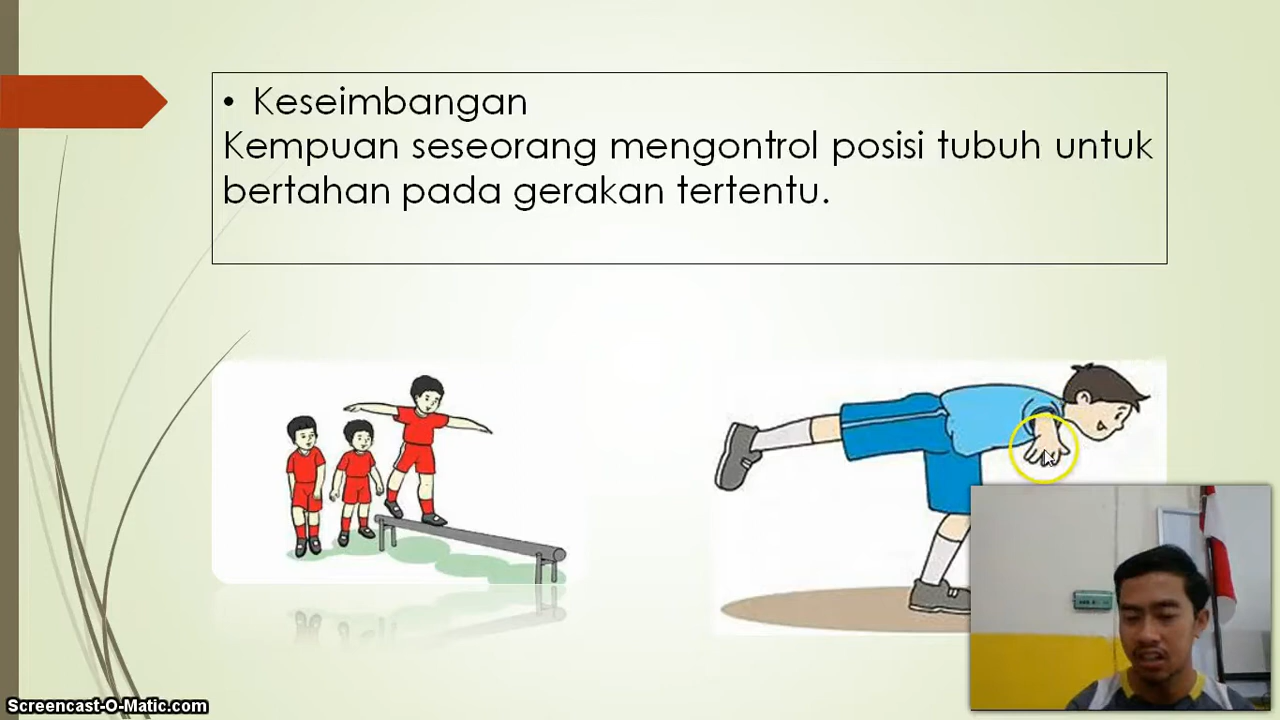 • Keseimbangan
Kempuan seseorang mengontrol posisi tubuh untuk
bertahan pada gerakan tertentu.
Screencast-O-Matic.com